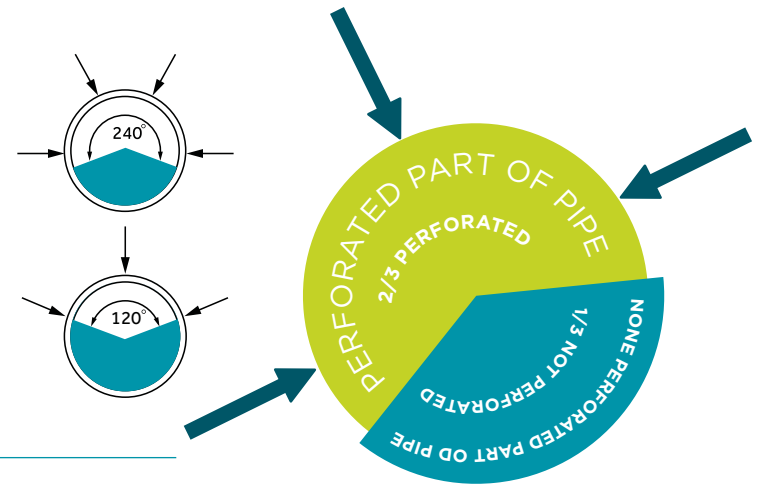 240°
120°
PERFORATED PART OF PIPE
2/3 PERFORATED
1/3 NOT PERFORATED
NONE PERFORATED PART OD PIPE